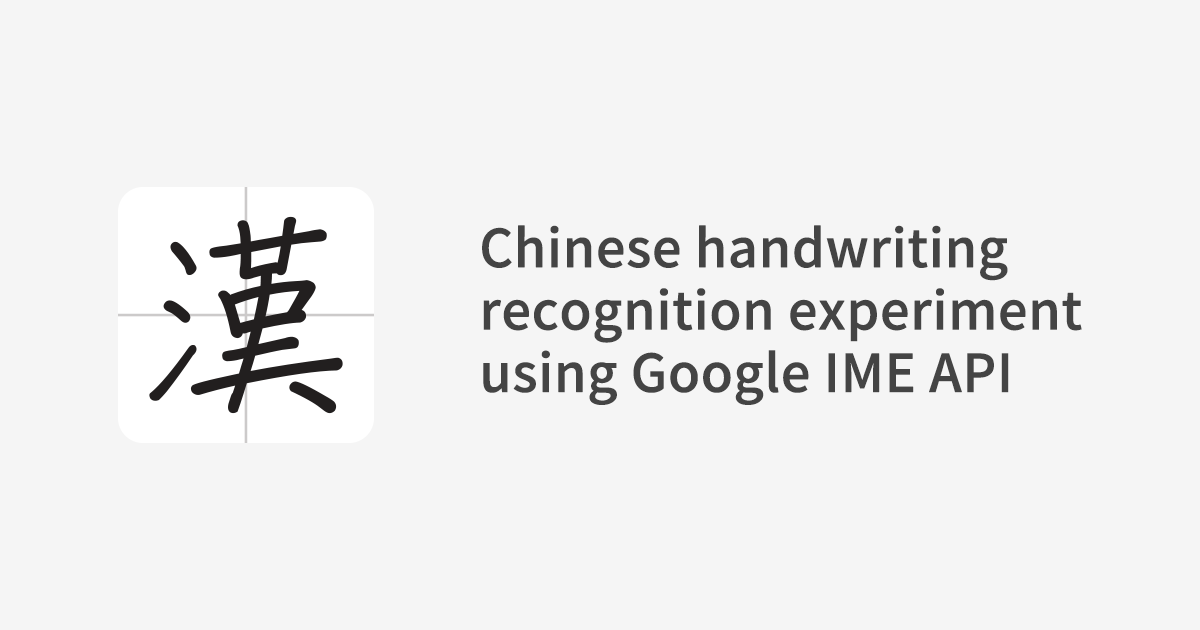 漢
Chinese handwriting
recognition experiment
using Google IME API